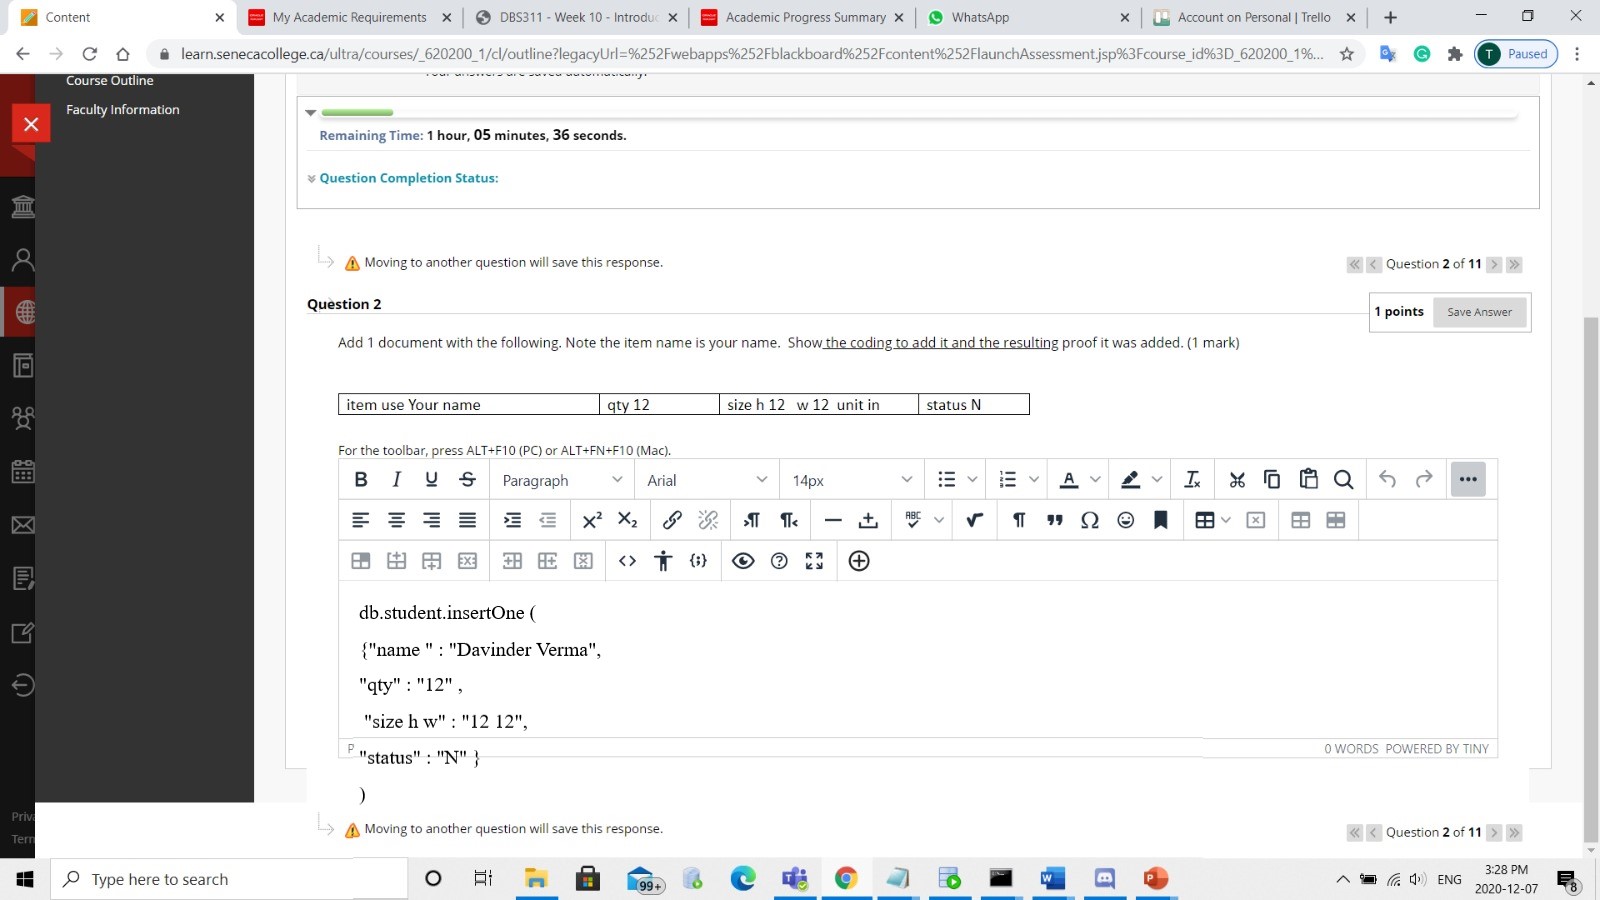 Content
My Academic Requirements
DBS311 - Week 10 - Introduc
Academic Progress Summary
WhatsApp
Account on Personal | Trello
learn.senecacollege.ca/ultra/courses/_620200_1/cl/outline?legacyUrl=%252Fwebapps%252Fblackboard%252Fcontent%252FlaunchAssessment.jsp%3Fcourse_id%3D_620200_1%...
T Paused
Course Outline
Faculty Information
Your answers are saved automatically.
Remaining Time: 1 hour, 05 minutes, 36 seconds.
Question Completion Status:
Moving to another question will save this response.
Question 2 of 11
Question 2
1 points Save Answer
Add 1 document with the following. Note the item name is your name. Show the coding to add it and the resulting proof it was added. (1 mark)
item use Your name qty 12 size h 12 w 12 unit in status N
For the toolbar, press ALT+F10 (PC) or ALT+FN+F10 (Mac).
B I U S Paragraph Arial 14px
db.student.insertOne (
{"name " : "Davinder Verma",
"qty" : "12" ,
"size h w" : "12 12",
P
0 WORDS POWERED BY TINY
"status" : "N" }
)
Priva
Term
Moving to another question will save this response.
Question 2 of 11
Type here to search
99+
ENG
3:28 PM
2020-12-07
8